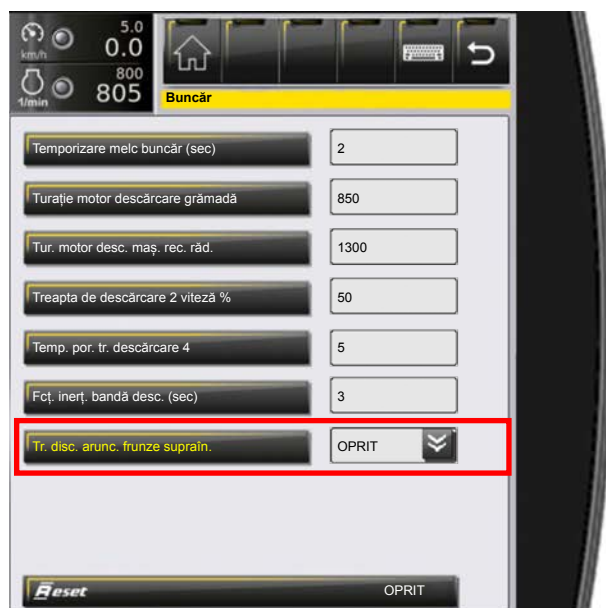 5.0
km/h
0.0
800
1/min
805
Buncăr
Temporizare melc buncăr (sec)
2
Turație motor descărcare grămadă
850
Tur. motor desc. maș. rec. răd.
1300
Treapta de descărcare 2 viteză %
50
Temp. por. tr. descărcare 4
5
Fcț. inerț. bandă desc. (sec)
3
Tr. disc. arunc. frunze supraîn.
OPRIT
Reset
OPRIT